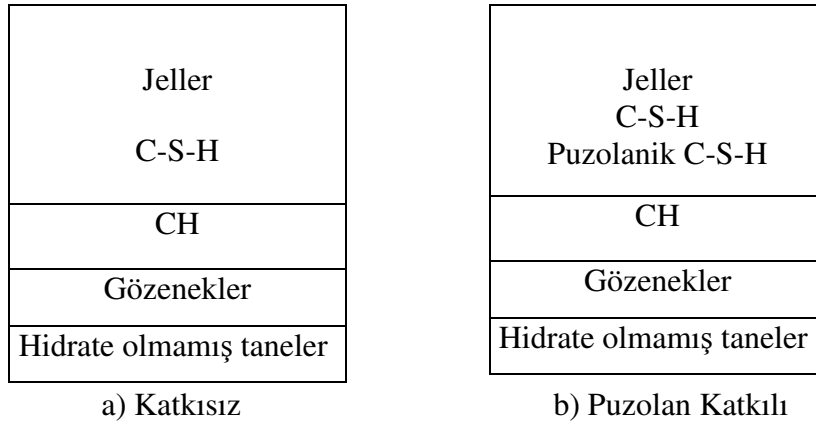 Jeller
C-S-H
CH
Gözenekler
Hidrate olmamış taneler
a) Katkısız
Jeller
C-S-H
Puzolanik C-S-H
CH
Gözenekler
Hidrate olmamış taneler
b) Puzolan Katkılı